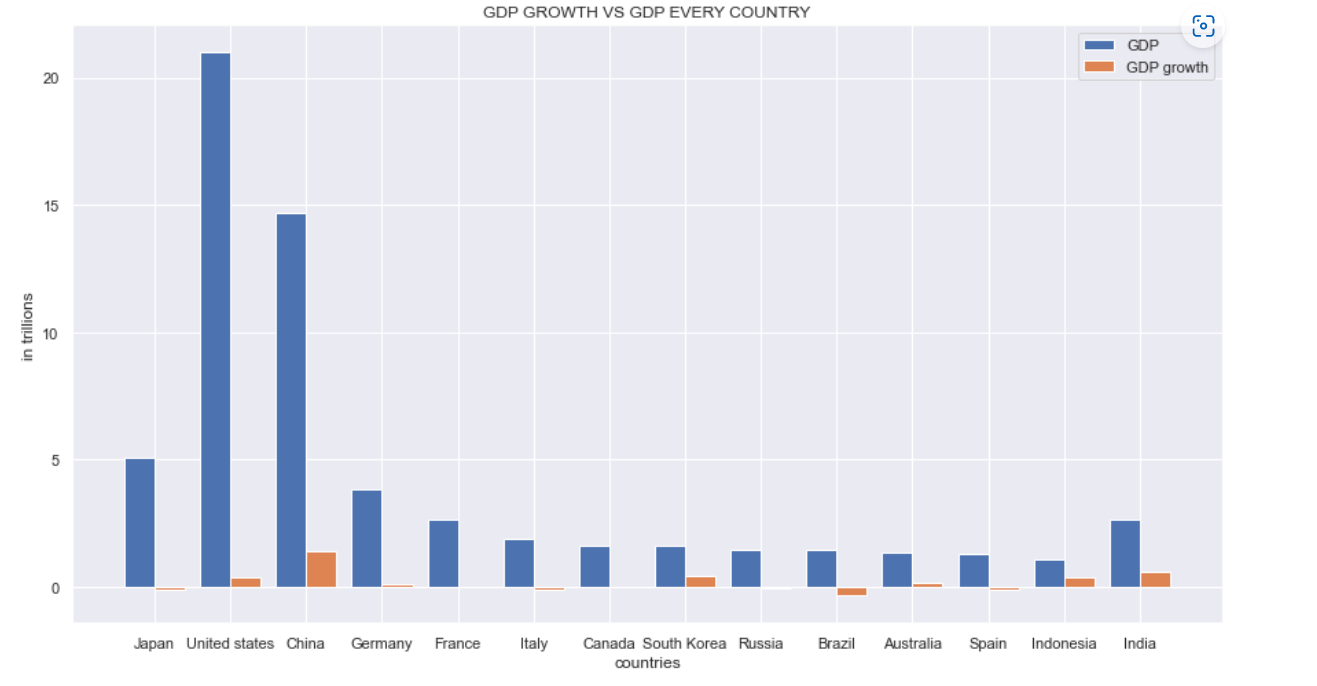 GDP GROWTH VS GDP EVERY COUNTRY
GDP
GDP growth
20
15
10
5
0
in trillions
Japan United states China Germany France Italy Canada South Korea Russia Brazil Australia Spain Indonesia India
countries